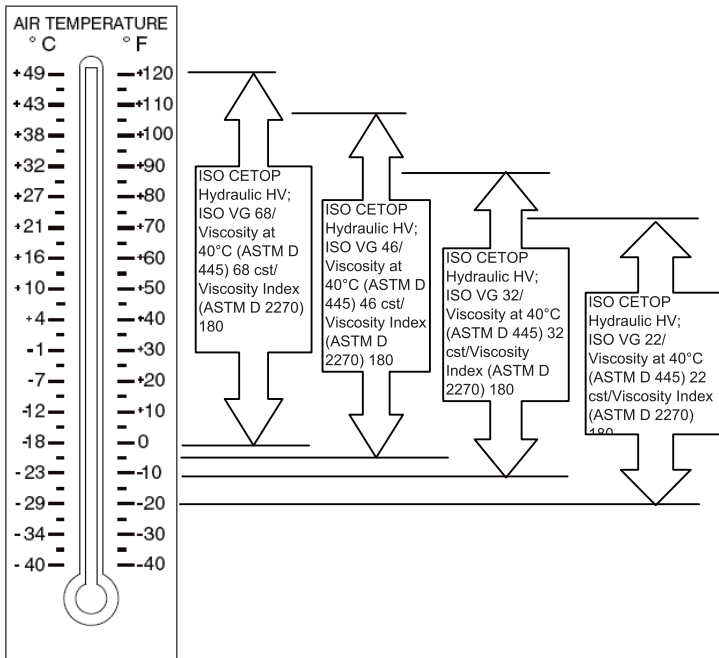 AIR TEMPERATURE
° C ° F
+49 +120
+43 +110
+38 +100
+32 +90
+27 +80
+21 +70
+16 +60
+10 +50
+4 +40
-1 +30
-7 +20
-12 +10
-18 0
-23 -10
-29 -20
-34 -30
-40 -40
ISO CETOP
Hydraulic HV;
ISO VG 68/
Viscosity at
40°C (ASTM D
445) 68 cst/
Viscosity Index
(ASTM D 2270)
180
ISO CETOP
Hydraulic HV;
ISO VG 46/
Viscosity at
40°C (ASTM D
445) 46 cst/
Viscosity Index
(ASTM D
2270) 180
ISO CETOP
Hydraulic HV;
ISO VG 32/
Viscosity at 40°C
(ASTM D 445) 32
cst/Viscosity
Index (ASTM D
2270) 180
ISO CETOP
Hydraulic HV;
ISO VG 22/
Viscosity at 40°C
(ASTM D 445) 22
cst/Viscosity Index
(ASTM D 2270)
180